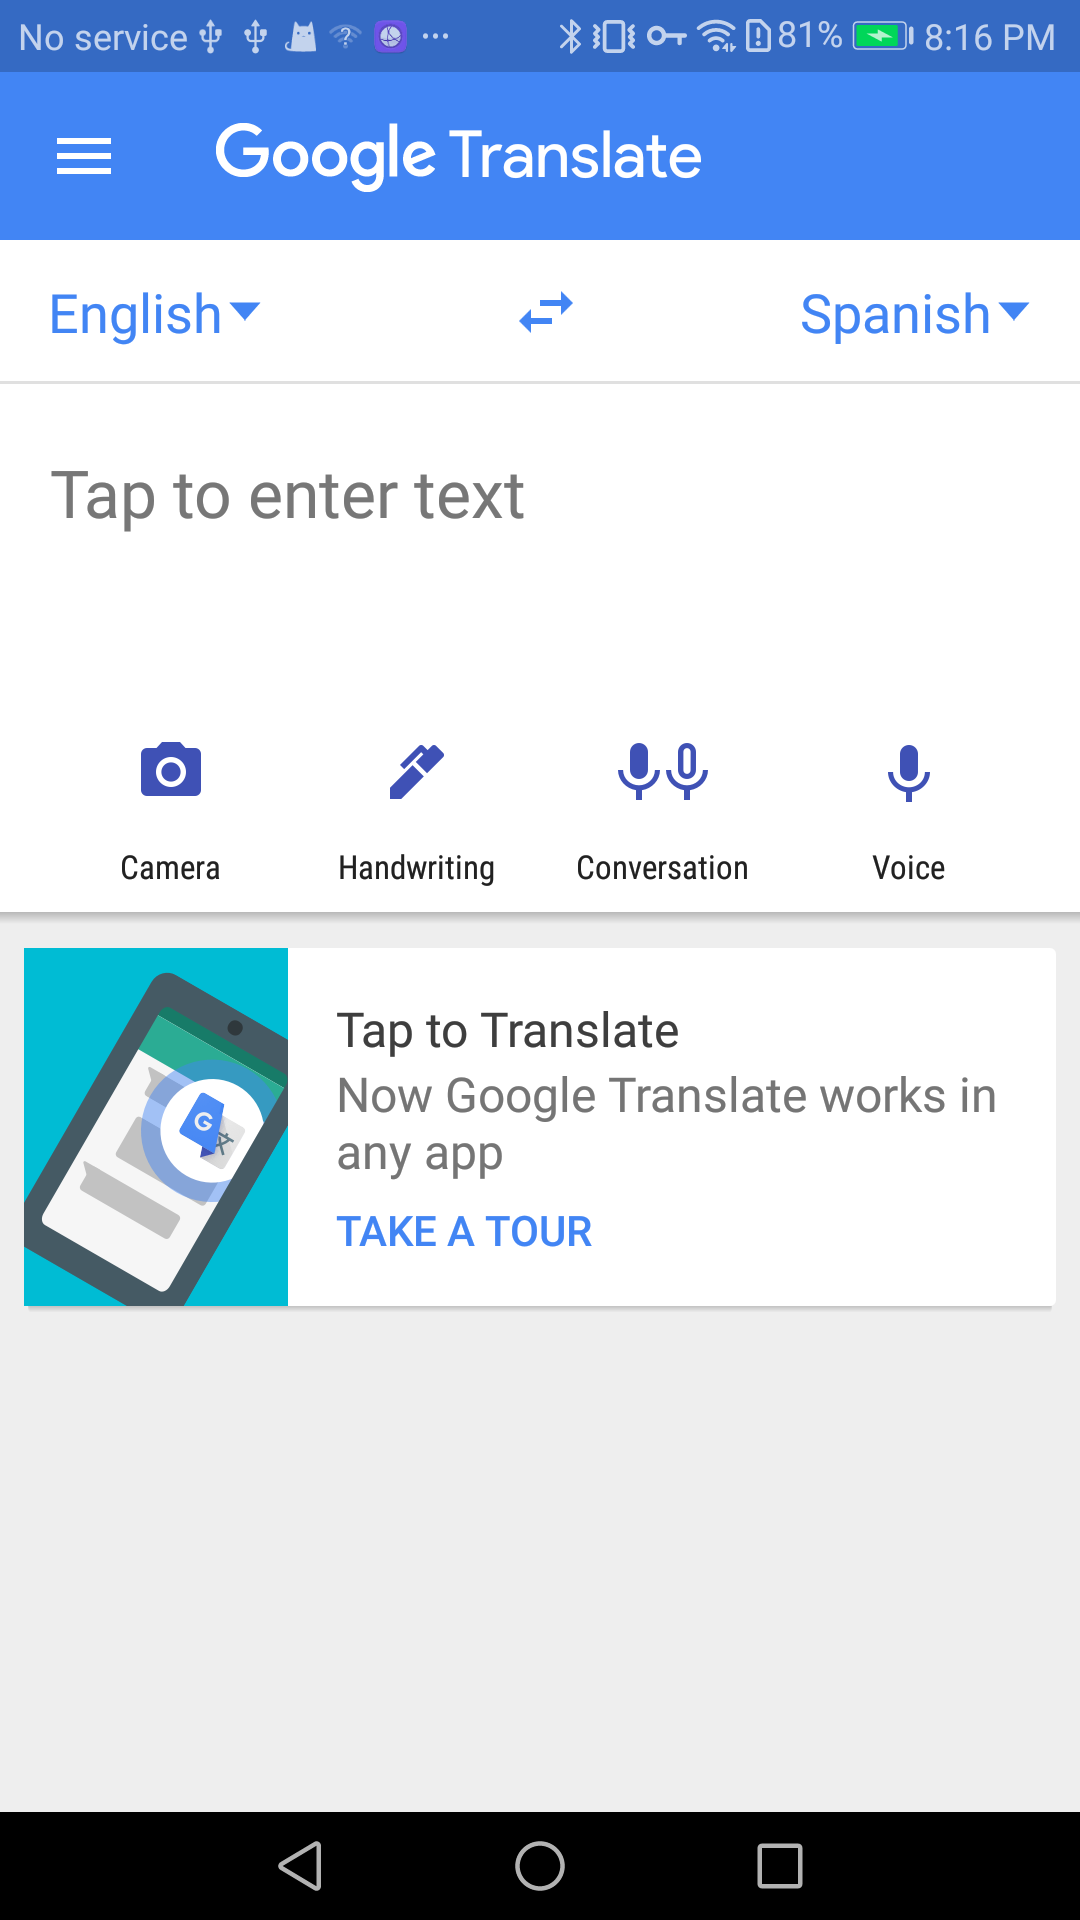 No service 81% 8:16 PM
Google Translate
English Spanish
Tap to enter text
Camera Handwriting Conversation Voice
Tap to Translate
Now Google Translate works in
any app
TAKE A TOUR